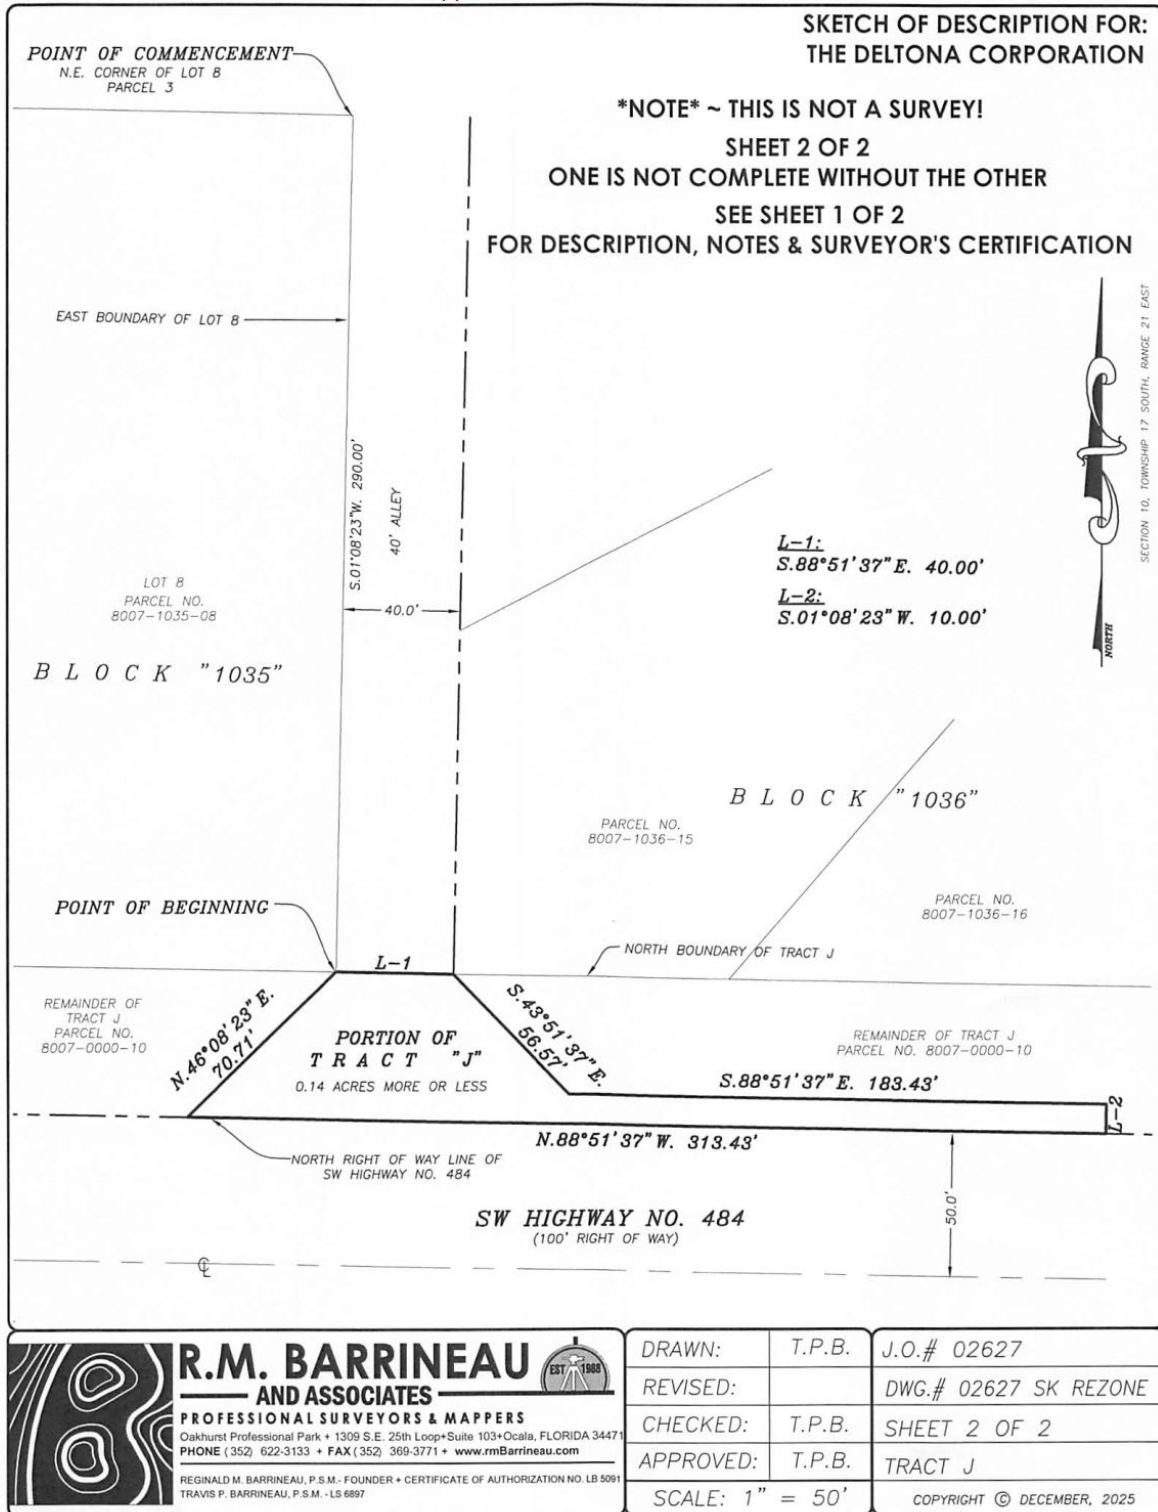 SKETCH OF DESCRIPTION FOR:
THE DELTONA CORPORATION
POINT OF COMMENCEMENT
N.E. CORNER OF LOT 8
PARCEL 3
*NOTE* ~ THIS IS NOT A SURVEY!
SHEET 2 OF 2
ONE IS NOT COMPLETE WITHOUT THE OTHER
SEE SHEET 1 OF 2
FOR DESCRIPTION, NOTES & SURVEYOR'S CERTIFICATION
EAST BOUNDARY OF LOT 8
SECTION 10, TOWNSHIP 17 SOUTH, RANGE 21 EAST
NORTH
S.01°08'23"W. 290.00'
40' ALLEY
40.0'
L-1:
S.88°51'37"E. 40.00'
L-2:
S.01°08'23"W. 10.00'
LOT 8
PARCEL NO.
8007-1035-08
BLOCK "1035"
BLOCK "1036"
PARCEL NO.
8007-1036-15
PARCEL NO.
8007-1036-16
POINT OF BEGINNING
L-1
NORTH BOUNDARY OF TRACT J
REMAINDER OF
TRACT J
PARCEL NO.
8007-0000-10
N.46°08'23"E.
70.71'
PORTION OF
TRACT "J"
0.14 ACRES MORE OR LESS
S.43°51'37"E.
56.57'
REMAINDER OF TRACT J
PARCEL NO. 8007-0000-10
S.88°51'37"E. 183.43'
L-2
N.88°51'37"W. 313.43'
NORTH RIGHT OF WAY LINE OF
SW HIGHWAY NO. 484
SW HIGHWAY NO. 484
(100' RIGHT OF WAY)
50.0'
℄
R.M. BARRINEAU
AND ASSOCIATES
EST 1988
PROFESSIONAL SURVEYORS & MAPPERS
Oakhurst Professional Park + 1309 S.E. 25th Loop+Suite 103+Ocala, FLORIDA 34471
PHONE (352) 622-3133 + FAX (352) 369-3771 + www.rmBarrineau.com
REGINALD M. BARRINEAU, P.S.M.- FOUNDER + CERTIFICATE OF AUTHORIZATION NO. LB 5091
TRAVIS P. BARRINEAU, P.S.M. - LS 6897
DRAWN: T.P.B.
REVISED:
CHECKED: T.P.B.
APPROVED: T.P.B.
SCALE: 1" = 50'
J.O.# 02627
DWG.# 02627 SK REZONE
SHEET 2 OF 2
TRACT J
COPYRIGHT © DECEMBER, 2025